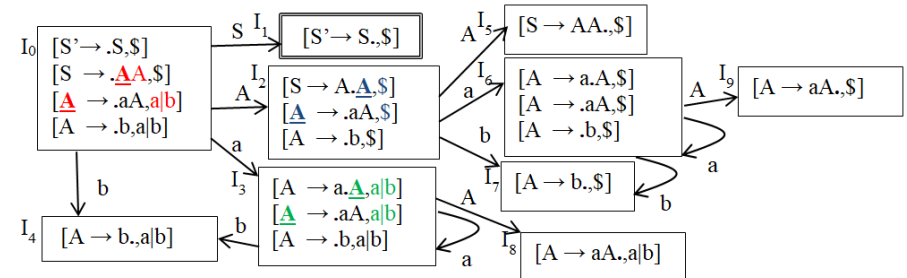 I0
[S’→ .S,$]
[S → .AA,$]
[A → .aA,a|b]
[A → .b,a|b]
S
I1
[S’→ S.,$]
A
I2
[S → A.A,$]
[A → .aA,$]
[A → .b,$]
A
I5
[S → AA.,$]
a
I6
[A → a.A,$]
[A → .aA,$]
[A → .b,$]
A
I9
[A → aA.,$]
a
b
I7
[A → b.,$]
b
a
I3
[A → a.A,a|b]
[A → .aA,a|b]
[A → .b,a|b]
b
I4
[A → b.,a|b]
b
A
a
I8
[A → aA.,a|b]